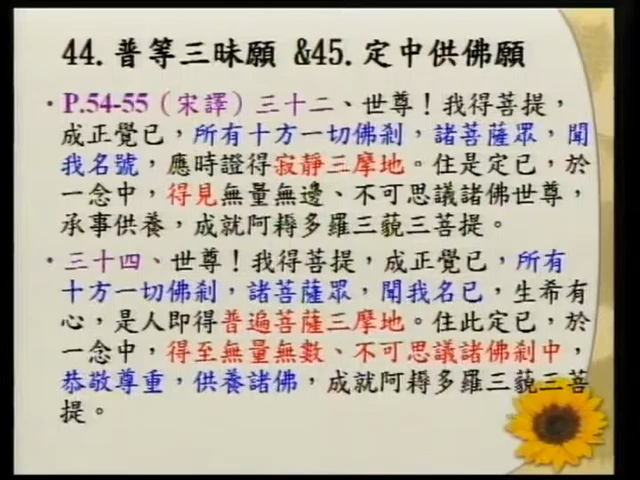 44. 普等三昧願 &45. 定中供佛願
•P.54-55（宋譯）三十二、世尊！我得菩提，
成正覺已，所有十方一切佛剎，諸菩薩眾，聞
我名號，應時證得寂靜三摩地。住是定已，於
一念中，得見無量無邊、不可思議諸佛世尊，
承事供養，成就阿耨多羅三藐三菩提。
•三十四、世尊！我得菩提，成正覺已，所有
十方一切佛剎，諸菩薩眾，聞我名已，生希有
心，是人即得普遍菩薩三摩地。住此定已，於
一念中，得至無量無數、不可思議諸佛剎中，
恭敬尊重，供養諸佛，成就阿耨多羅三藐三菩
提。